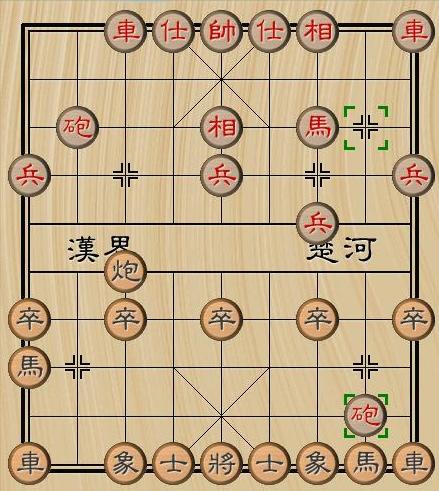 車仕帥仕相車
砲相馬
兵兵兵
兵
漢界 楚河
炮
卒卒卒卒卒
馬
砲
車象士將士象馬車